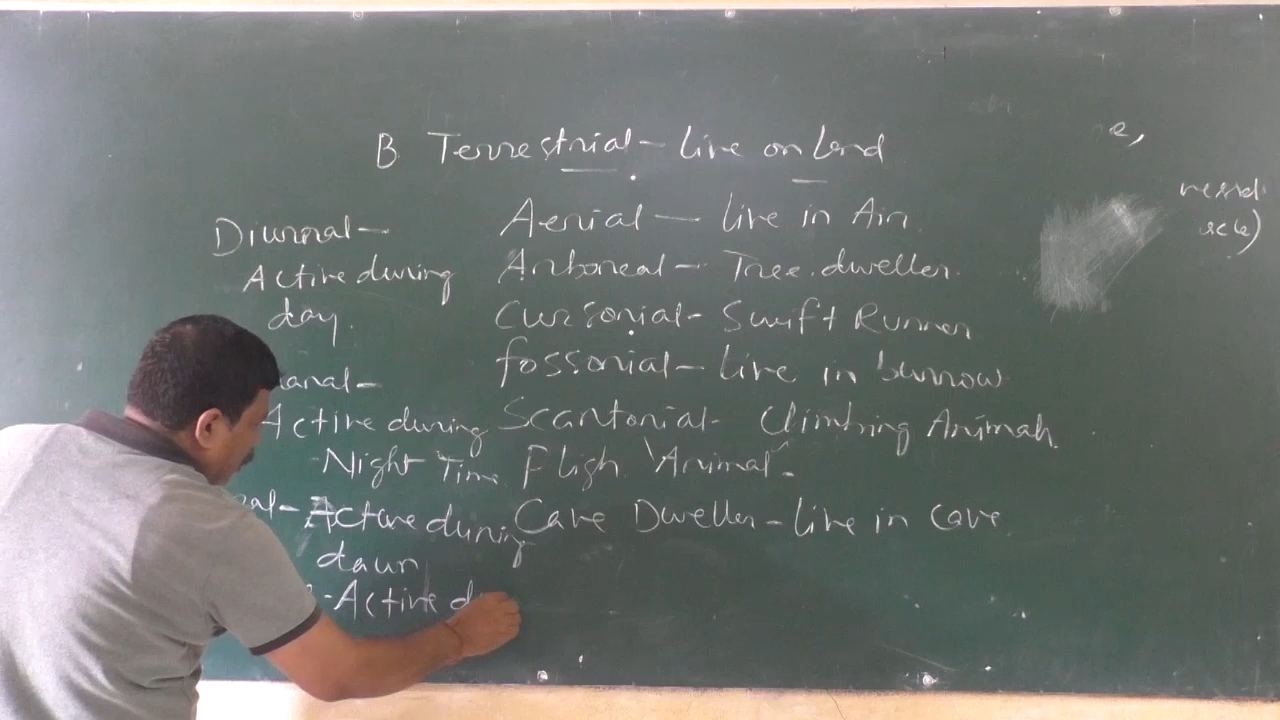 B Terrestrial - live on land
Aerial - live in Air
Arboreal - Tree dweller
Cursorial - Swift Runner
fossorial - live in burrow
Scantorial - Climbing Animals
Fligh 'Animal' -
Cave Dweller - live in Cave
Diurnal -
Active during
day.
Active during
Night Time
Active during
daun
- Active d
e,